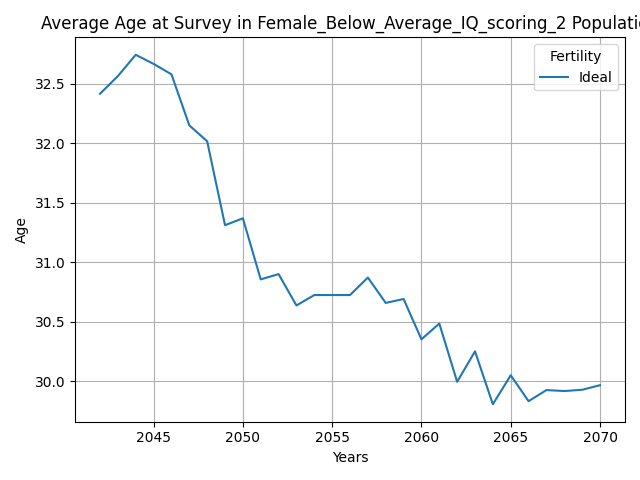 Average Age at Survey in Female_Below_Average_IQ_scoring_2 Populati
Fertility
Ideal
32.5
32.0
31.5
31.0
30.5
30.0
Age
2045 2050 2055 2060 2065 2070
Years